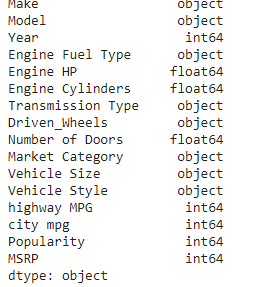 Make object
Model object
Year int64
Engine Fuel Type object
Engine HP float64
Engine Cylinders float64
Transmission Type object
Driven_Wheels object
Number of Doors float64
Market Category object
Vehicle Size object
Vehicle Style object
highway MPG int64
city mpg int64
Popularity int64
MSRP int64
dtype: object